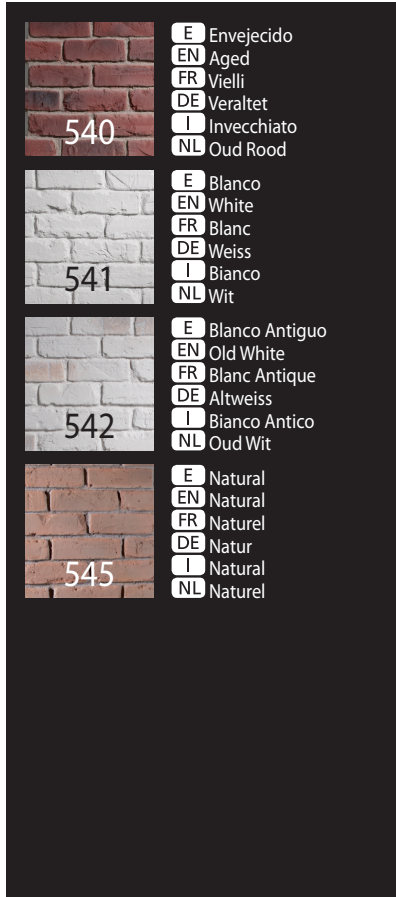 540
E Envejecido
EN Aged
FR Vielli
DE Veraltet
I Invecchiato
NL Oud Rood
541
E Blanco
EN White
FR Blanc
DE Weiss
I Bianco
NL Wit
542
E Blanco Antiguo
EN Old White
FR Blanc Antique
DE Altweiss
I Bianco Antico
NL Oud Wit
545
E Natural
EN Natural
FR Naturel
DE Natur
I Natural
NL Naturel